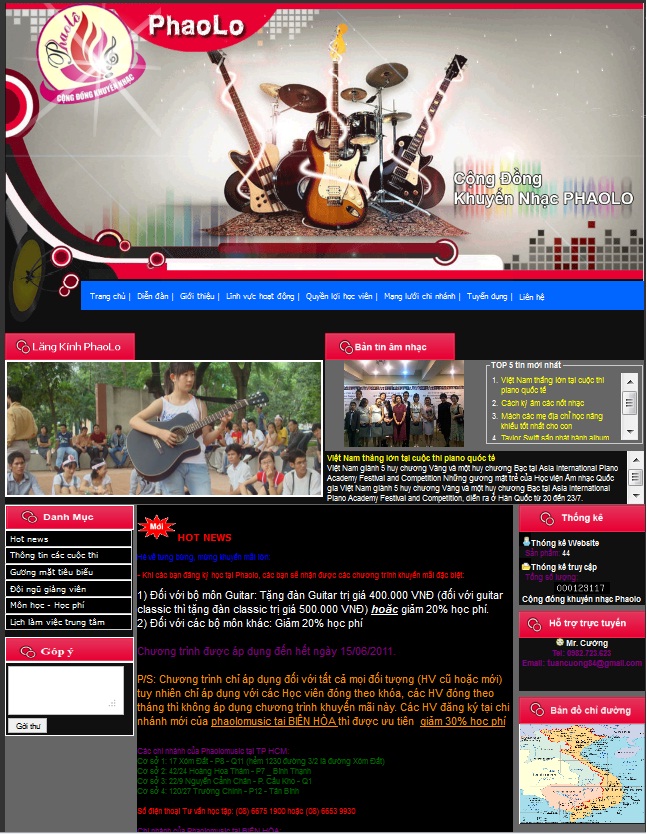 Phaolô
CỘNG ĐỒNG KHUYẾN NHẠC
PhaoLo
Công Đồng
Khuyến Nhạc PHAOLO
Trang chủ | Diễn đàn | Giới thiệu | Lĩnh vực hoạt động | Quyền lợi học viên | Mạng lưới chi nhánh | Tuyển dụng | Liên hệ
Lăng Kính PhaoLo
Bản tin âm nhạc
TOP 5 tin mới nhất
1. Việt Nam thắng lớn tại cuộc thi
piano quốc tế
2. Cách ký âm các nốt nhạc
3. Mách các mẹ địa chỉ học năng
khiếu tốt nhất cho con
4. Taylor Swift sắp phát hành album
Việt Nam thắng lớn tại cuộc thi piano quốc tế
Việt Nam giành 5 huy chương Vàng và một huy chương Bạc tại Asia International Piano
Academy Festival and Competition Những gương mặt trẻ của Học viện Âm nhạc Quốc
gia Việt Nam giành 5 huy chương Vàng và một huy chương Bạc tại Asia International
Piano Academy Festival and Competition, diễn ra ở Hàn Quốc từ 20 đến 23/7.
Danh Mục
Hot news
Thông tin các cuộc thi
Gương mặt tiêu biểu
Đội ngũ giảng viên
Môn học - Học phí
Lịch làm việc trung tâm
Góp ý
Gởi thư
Mới
HOT NEWS
Hè về tưng bừng, mừng khuyến mãi lớn:
- Khi các bạn đăng ký học tại Phaolo, các bạn sẽ nhận được các chương trình khuyến mãi đặc biệt:
1) Đối với bộ môn Guitar: Tặng đàn Guitar trị giá 400.000 VNĐ (đối với guitar
classic thì tặng đàn classic trị giá 500.000 VNĐ) hoặc giảm 20% học phí.
2) Đối với các bộ môn khác: Giảm 20% học phí
Chương trình được áp dụng đến hết ngày 15/06/2011.
P/S: Chương trình chỉ áp dụng đối với tất cả mọi đối tượng (HV cũ hoặc mới)
tuy nhiên chỉ áp dụng với các Học viên đóng theo khóa, các HV đóng theo
tháng thì không áp dụng chương trình khuyến mãi này. Các HV đăng ký tại chi
nhánh mới của phaolomusic tại BIÊN HÒA thì được ưu tiên giảm 30% học phí
Các chi nhánh của Phaolomusic tại TP HCM:
Cơ sở 1: 17 Xóm Đất - P8 - Q11 (hẻm 1230 đường 3/2 là đường Xóm Đất)
Cơ sở 2: 42/24 Hoàng Hoa Thám - P7 _ Bình Thạnh
Cơ sở 3: 22/9 Nguyễn Cảnh Chân - P. Cầu Kho - Q1
Cơ sở 4: 120/27 Trường Chinh - P12 - Tân Bình
Số điện thoại Tư vấn học tập: (08) 6675 1900 hoặc (08) 6653 9930
Các chi nhánh của Phaolomusic tại BIÊN HÒA:
Thống kê
Thống kê Website
Sản phẩm: 44
Thống kê truy cập
Tổng số lượng:
000123117
Cộng đồng khuyến nhạc Phaolo
Hỗ trợ trực tuyến
Mr. Cường
Email: tuancuong84@gmail.com
Bản đồ chỉ đường